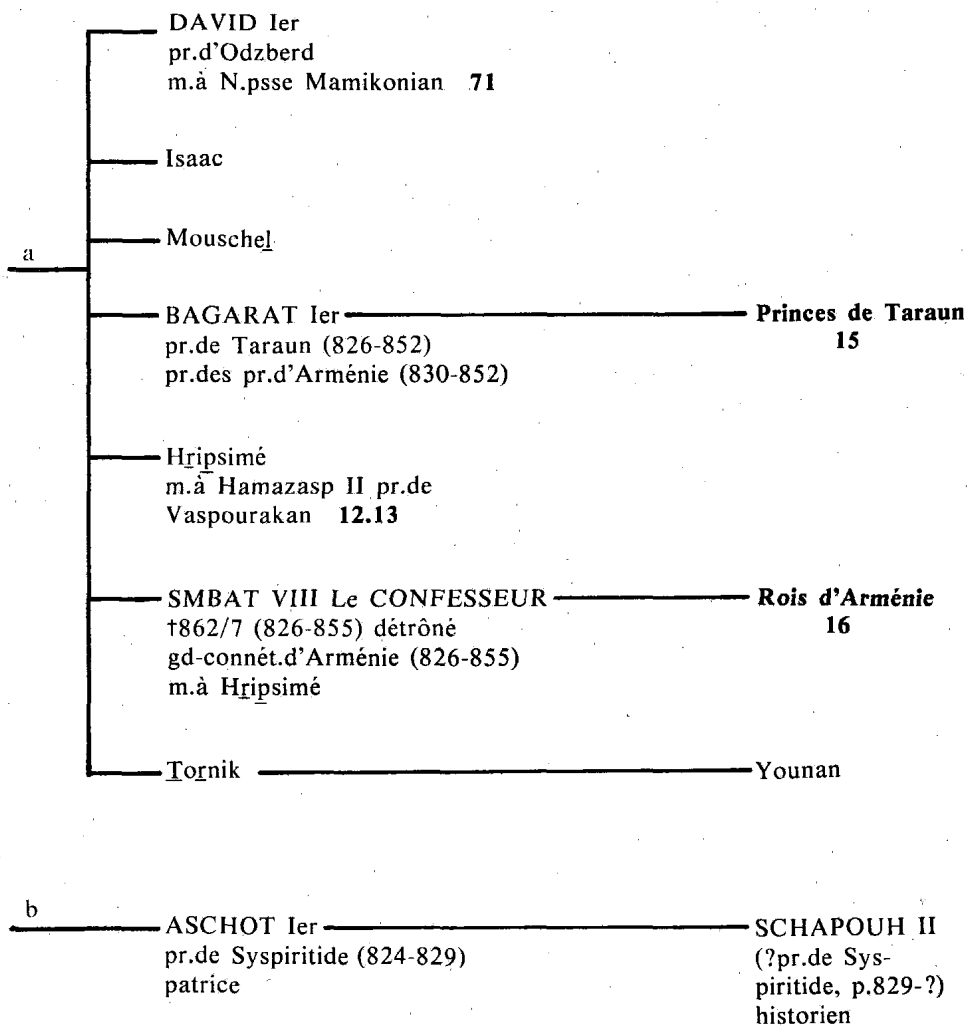 DAVID Ier
pr.d'Odzberd
m.à N.psse Mamikonian 71
Isaac
Mouschel
a
BAGARAT Ier
pr.de Taraun (826-852)
pr.des pr.d'Arménie (830-852)
Princes de Taraun
15
Hripsimé
m.à Hamazasp II pr.de
Vaspourakan 12.13
SMBAT VIII Le CONFESSEUR
†862/7 (826-855) détrôné
gd-connét.d'Arménie (826-855)
m.à Hripsimé
Rois d'Arménie
16
Tornik
Younan
b
ASCHOT Ier
pr.de Syspiritide (824-829)
patrice
SCHAPOUH II
(?pr.de Sys-
piritide, p.829-?)
historien